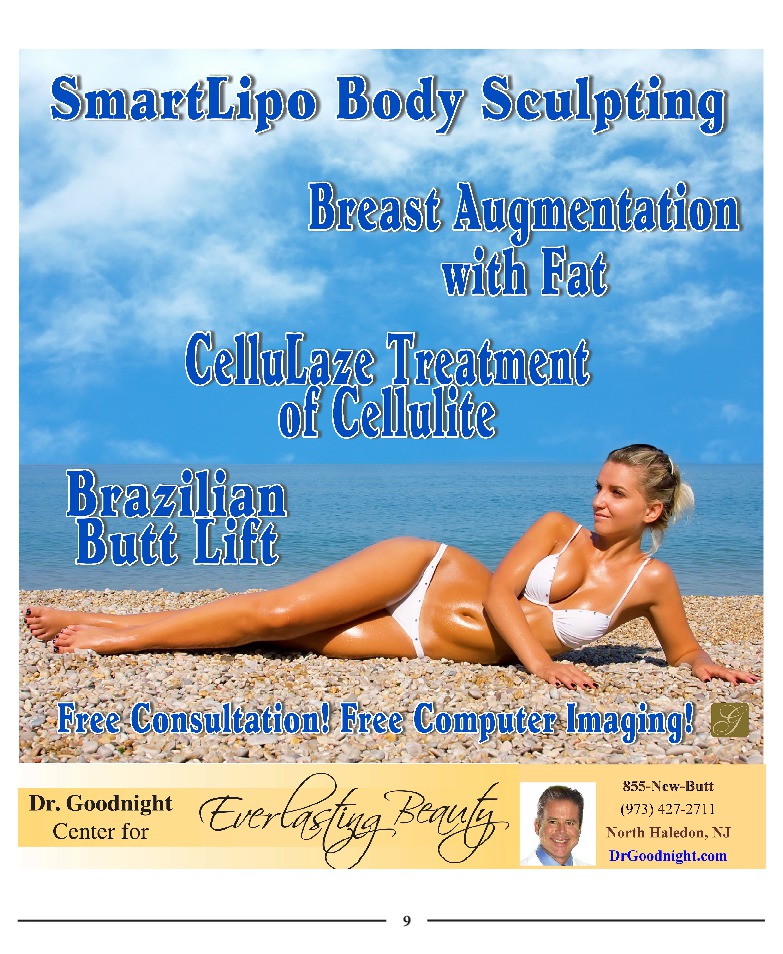 SmartLipo Body Sculpting
Breast Augmentation
with Fat
CelluLaze Treatment
of Cellulite
Brazilian
Butt Lift
Free Consultation! Free Computer Imaging!
G
Dr. Goodnight
Center for
Everlasting Beauty
855-New-Butt
(973) 427-2711
North Haledon, NJ
DrGoodnight.com
9